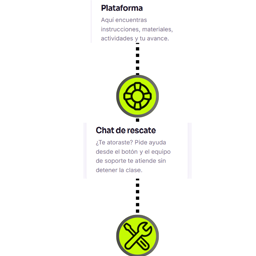 Plataforma
Aquí encuentras
instrucciones, materiales,
actividades y tu avance.
Chat de rescate
¿Te atoraste? Pide ayuda
desde el botón y el equipo
de soporte te atiende sin
detener la clase.